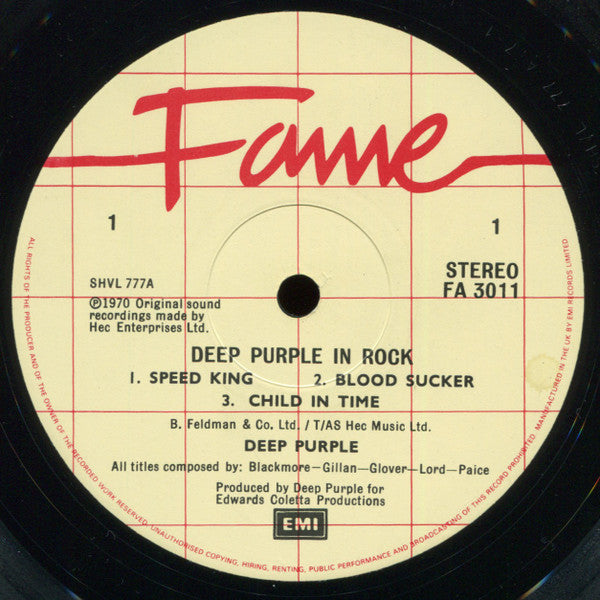 Fame
1
1
SHVL 777A
STEREO
FA 3011
℗1970 Original sound
recordings made by
Hec Enterprises Ltd.
DEEP PURPLE IN ROCK
1. SPEED KING 2. BLOOD SUCKER
3. CHILD IN TIME
B. Feldman & Co. Ltd. / T/AS Hec Music Ltd.
DEEP PURPLE
All titles composed by: Blackmore—Gillan—Glover—Lord—Paice
Produced by Deep Purple for
Edwards Coletta Productions
EMI
ALL RIGHTS OF THE PRODUCER AND OF THE OWNER OF THE RECORDED WORK RESERVED. UNAUTHORISED COPYING, HIRING, RENTING, PUBLIC PERFORMANCE AND BROADCASTING OF THIS RECORD PROHIBITED. MANUFACTURED IN THE UK BY EMI RECORDS LIMITED